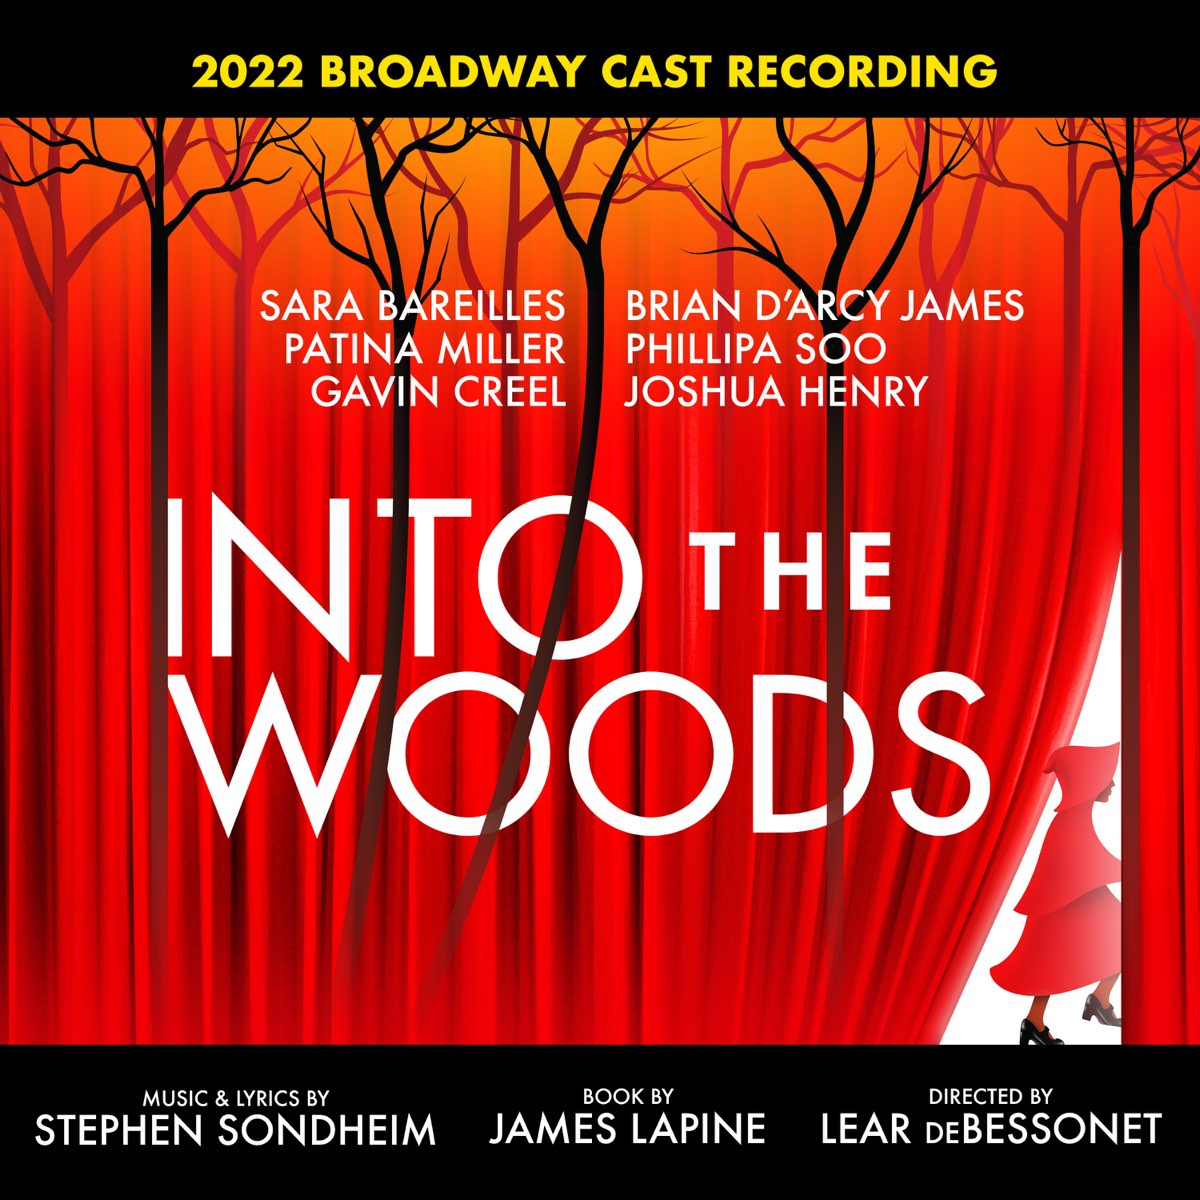 2022 BROADWAY CAST RECORDING
SARA BAREILLES
PATINA MILLER
GAVIN CREEL
BRIAN D'ARCY JAMES
PHILLIPA SOO
JOSHUA HENRY
INTO THE
WOODS
MUSIC & LYRICS BY
STEPHEN SONDHEIM
BOOK BY
JAMES LAPINE
DIRECTED BY
LEAR DEBESSONET